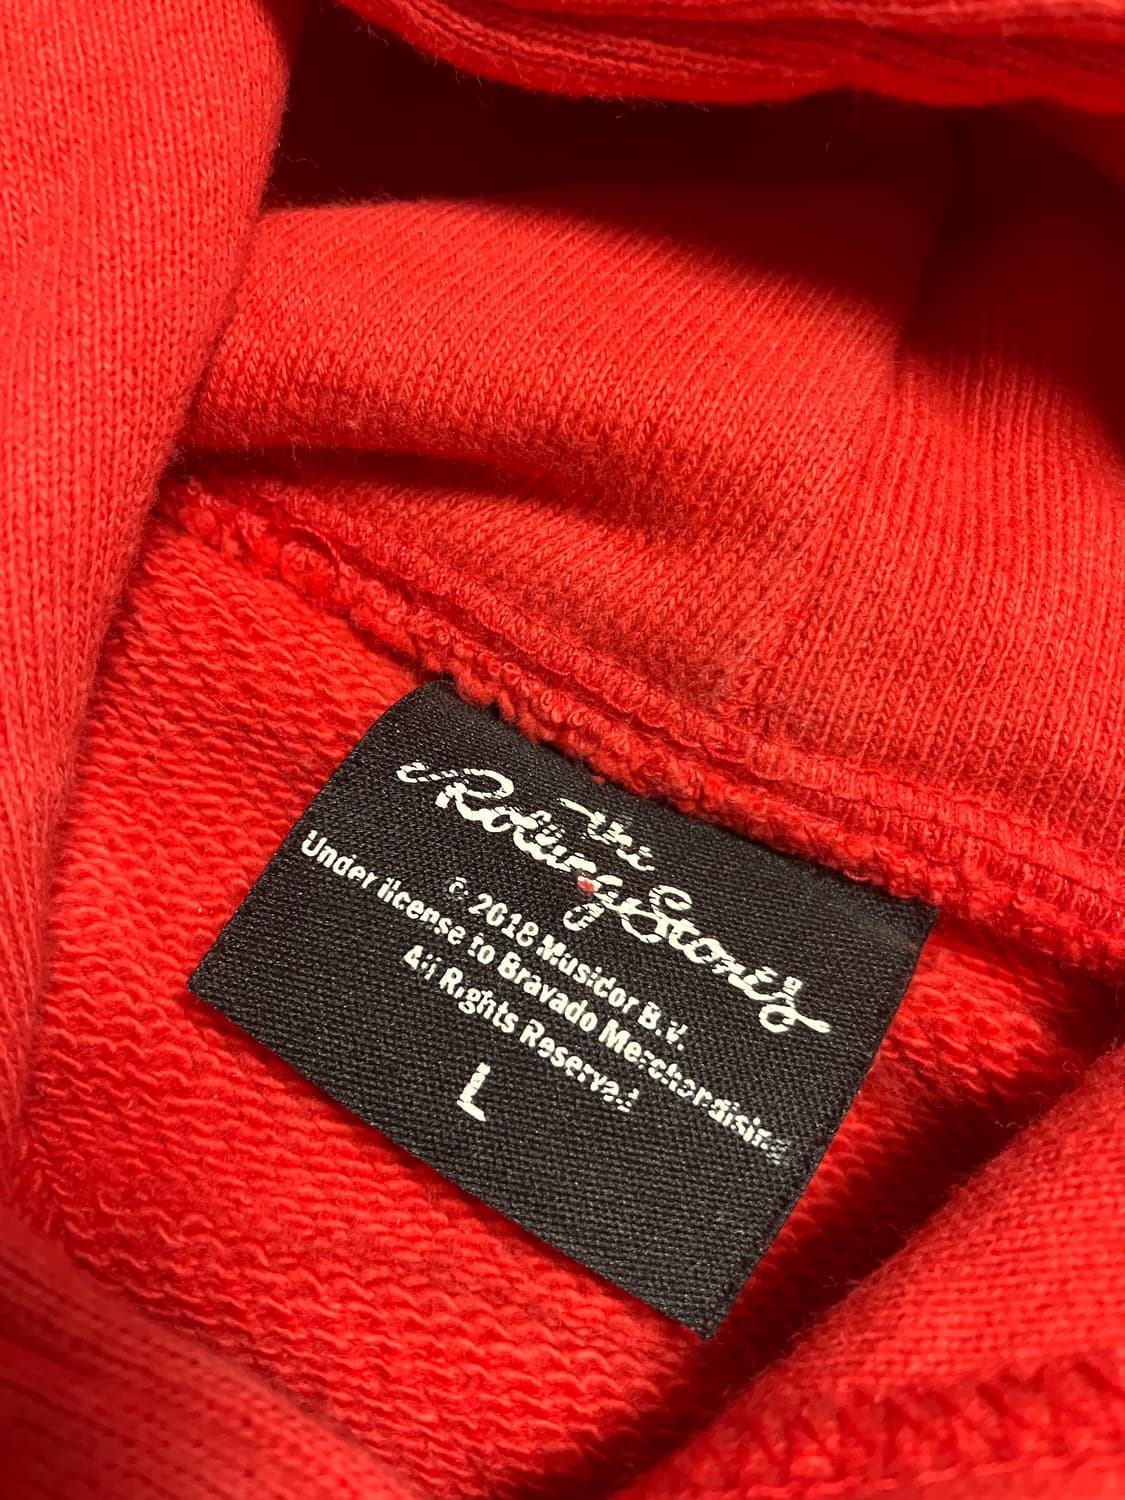 The
Rolling Stones
© 2018 Musidor B.V.
Under license to Bravado Merchandising
All Rights Reserved
L